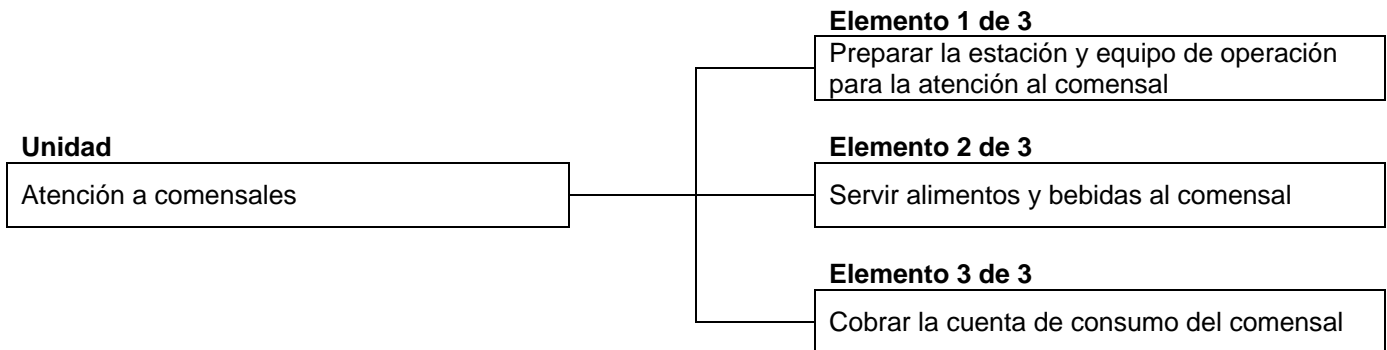 Elemento 1 de 3
Preparar la estación y equipo de operación
para la atención al comensal
Unidad
Atención a comensales
Elemento 2 de 3
Servir alimentos y bebidas al comensal
Elemento 3 de 3
Cobrar la cuenta de consumo del comensal